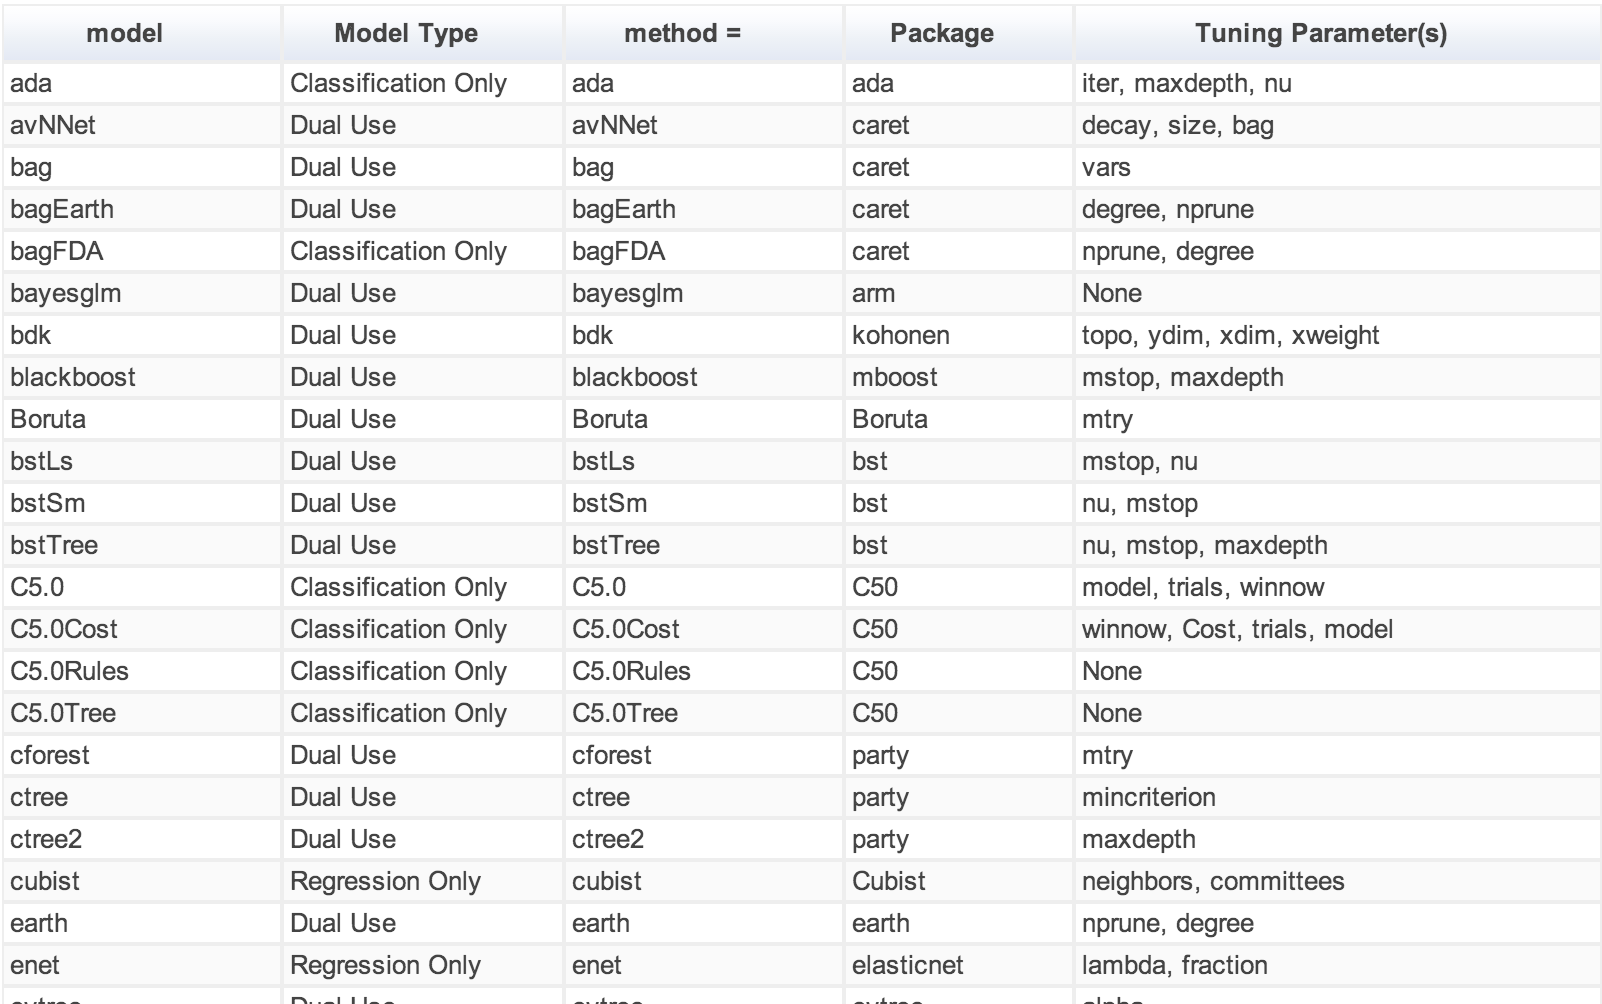 model Model Type method = Package Tuning Parameter(s)
ada Classification Only ada ada iter, maxdepth, nu
avNNet Dual Use avNNet caret decay, size, bag
bag Dual Use bag caret vars
bagEarth Dual Use bagEarth caret degree, nprune
bagFDA Classification Only bagFDA caret nprune, degree
bayesglm Dual Use bayesglm arm None
bdk Dual Use bdk kohonen topo, ydim, xdim, xweight
blackboost Dual Use blackboost mboost mstop, maxdepth
Boruta Dual Use Boruta Boruta mtry
bstLs Dual Use bstLs bst mstop, nu
bstSm Dual Use bstSm bst nu, mstop
bstTree Dual Use bstTree bst nu, mstop, maxdepth
C5.0 Classification Only C5.0 C50 model, trials, winnow
C5.0Cost Classification Only C5.0Cost C50 winnow, Cost, trials, model
C5.0Rules Classification Only C5.0Rules C50 None
C5.0Tree Classification Only C5.0Tree C50 None
cforest Dual Use cforest party mtry
ctree Dual Use ctree party mincriterion
ctree2 Dual Use ctree2 party maxdepth
cubist Regression Only cubist Cubist neighbors, committees
earth Dual Use earth earth nprune, degree
enet Regression Only enet elasticnet lambda, fraction
Dual Use